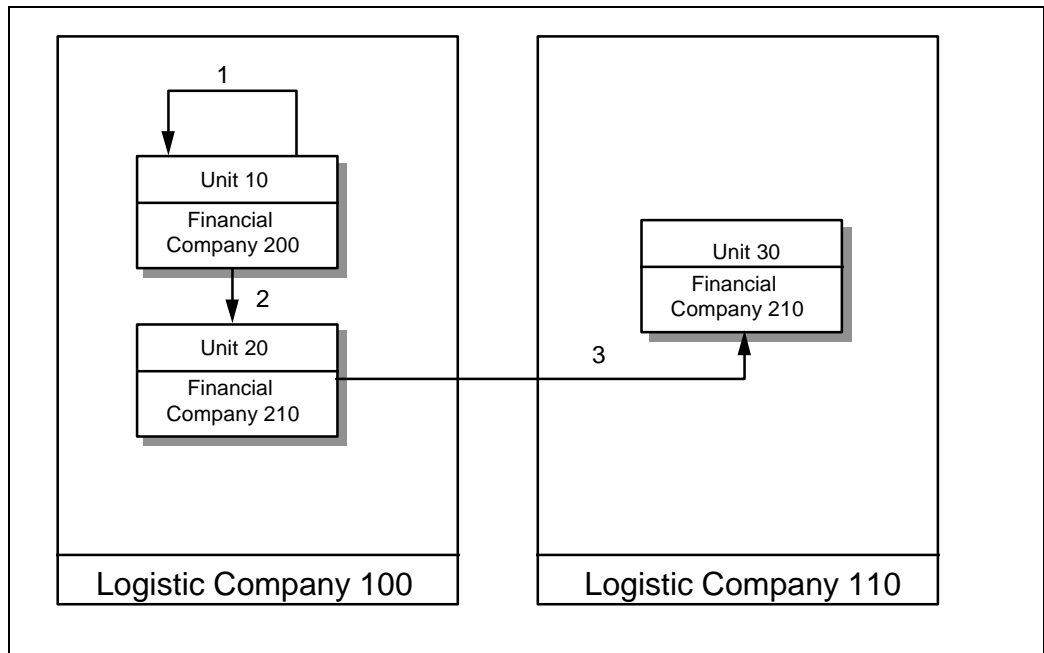 1
Unit 10
Financial
Company 200
2
Unit 20
Financial
Company 210
3
Unit 30
Financial
Company 210
Logistic Company 100
Logistic Company 110